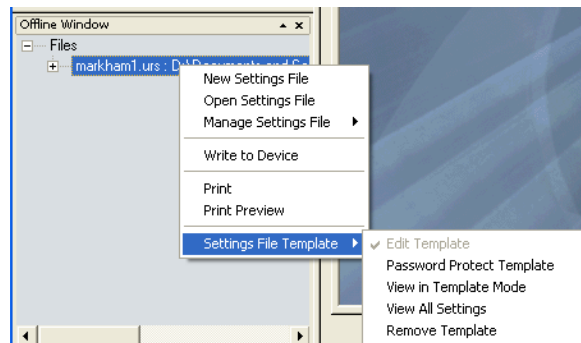 Offline Window
Files
markham1.urs : D:\Documents and Se
New Settings File
Open Settings File
Manage Settings File
Write to Device
Print
Print Preview
Settings File Template
Edit Template
Password Protect Template
View in Template Mode
View All Settings
Remove Template